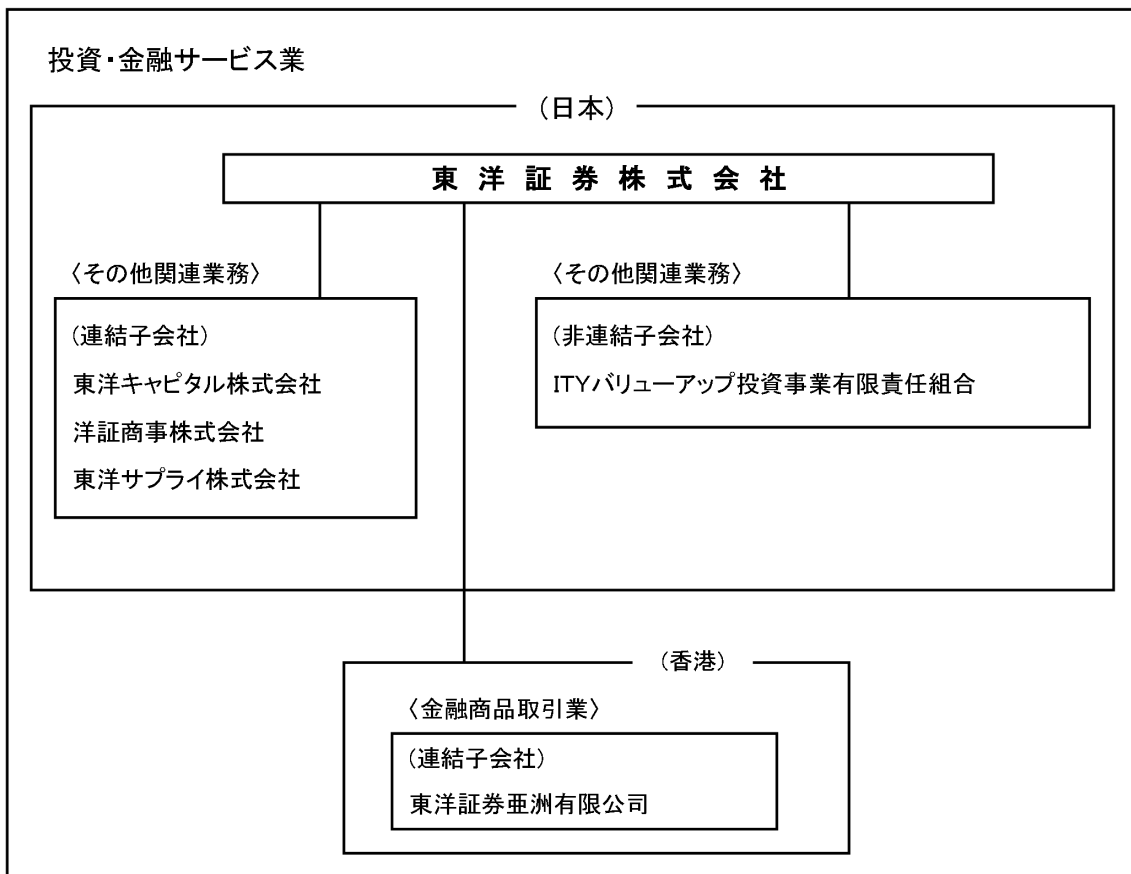 投資・金融サービス業
(日本)
東洋証券株式会社
〈その他関連業務〉
(連結子会社)
東洋キャピタル株式会社
洋証商事株式会社
東洋サプライ株式会社
〈その他関連業務〉
(非連結子会社)
ITYバリューアップ投資事業有限責任組合
(香港)
〈金融商品取引業〉
(連結子会社)
東洋証券亜洲有限公司